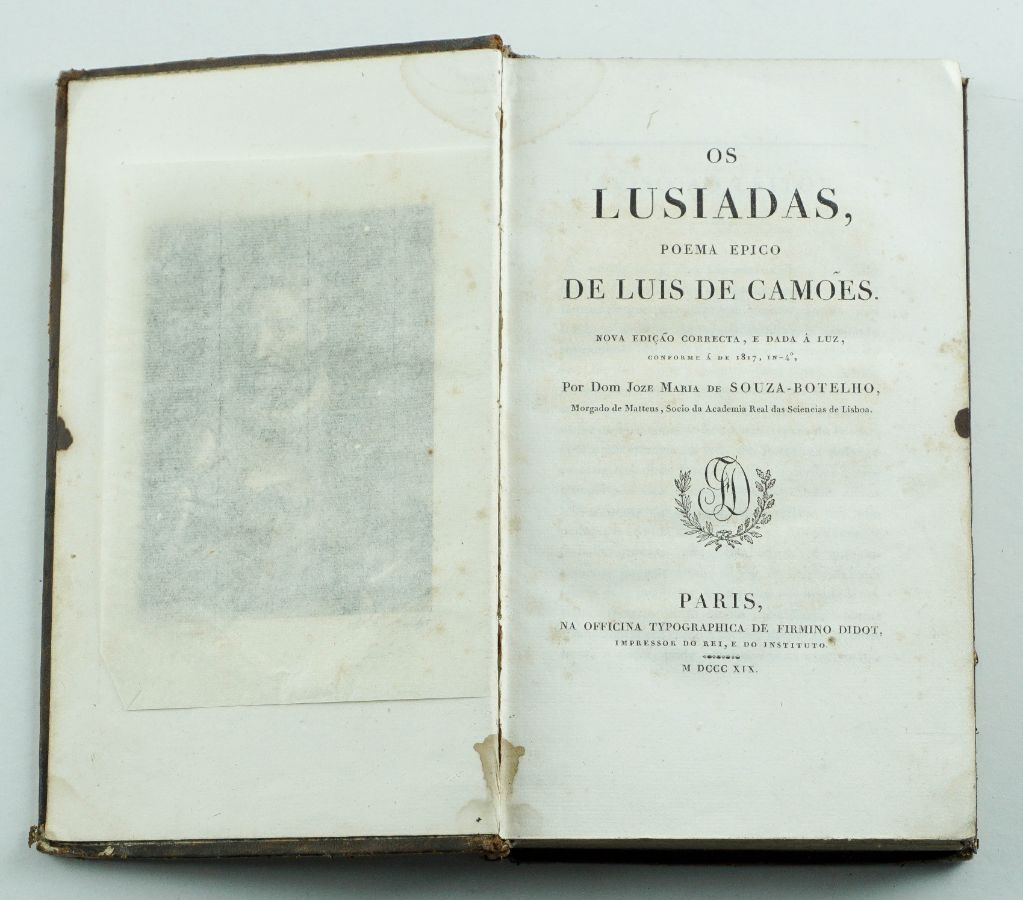 OS
LUSIADAS,
POEMA EPICO
DE LUIS DE CAMÕES.
NOVA EDIÇÃO CORRECTA, E DADA Á LUZ,
CONFORME Á DE 1817, IN-4º,
Por Dom Joze Maria de SOUZA-BOTELHO,
Morgado de Matteus, Socio da Academia Real das Sciencias de Lisboa.
FD
PARIS,
NA OFFICINA TYPOGRAPHICA DE FIRMINO DIDOT,
IMPRESSOR DO REI, E DO INSTITUTO.
M DCCC XIX.